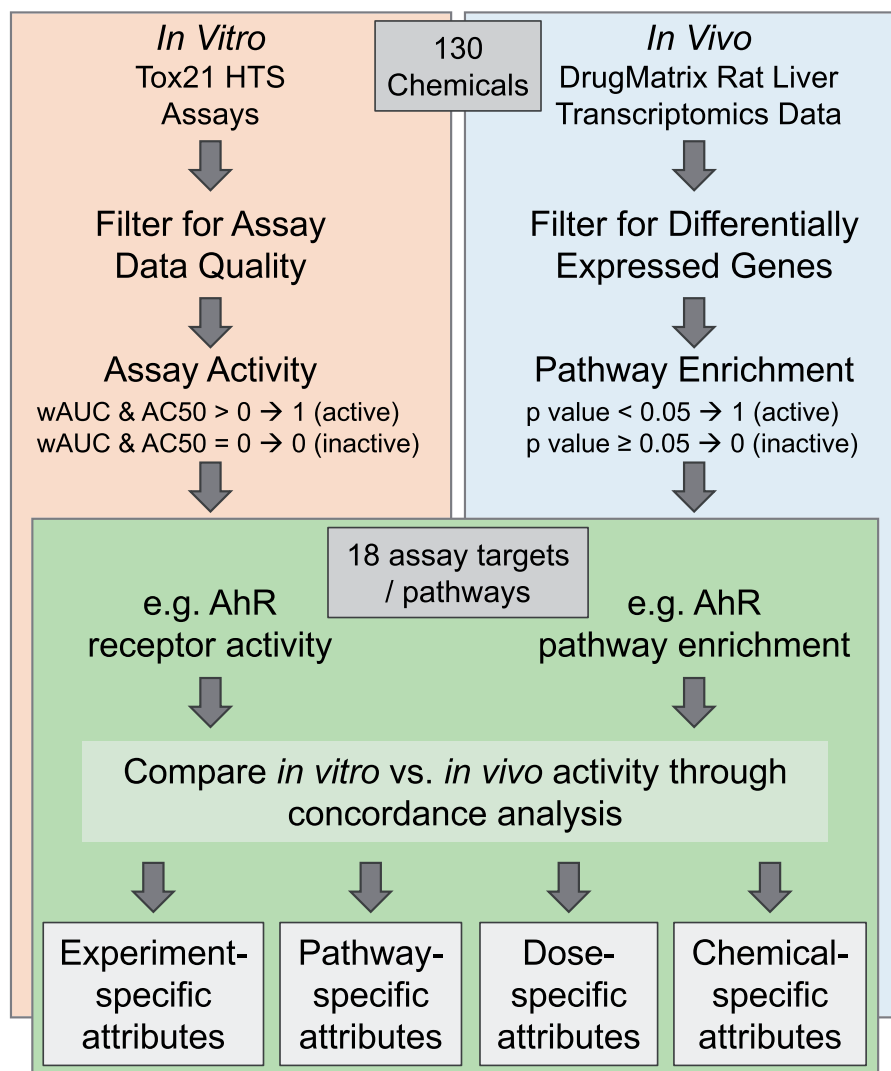 In Vitro
Tox21 HTS
Assays
130
Chemicals
In Vivo
DrugMatrix Rat Liver
Transcriptomics Data
Filter for Assay
Data Quality
Filter for Differentially
Expressed Genes
Assay Activity
wAUC & AC50 > 0 → 1 (active)
wAUC & AC50 = 0 → 0 (inactive)
Pathway Enrichment
p value < 0.05 → 1 (active)
p value ≥ 0.05 → 0 (inactive)
18 assay targets
/ pathways
e.g. AhR
receptor activity
e.g. AhR
pathway enrichment
Compare in vitro vs. in vivo activity through
concordance analysis
Experiment-
specific
attributes
Pathway-
specific
attributes
Dose-
specific
attributes
Chemical-
specific
attributes